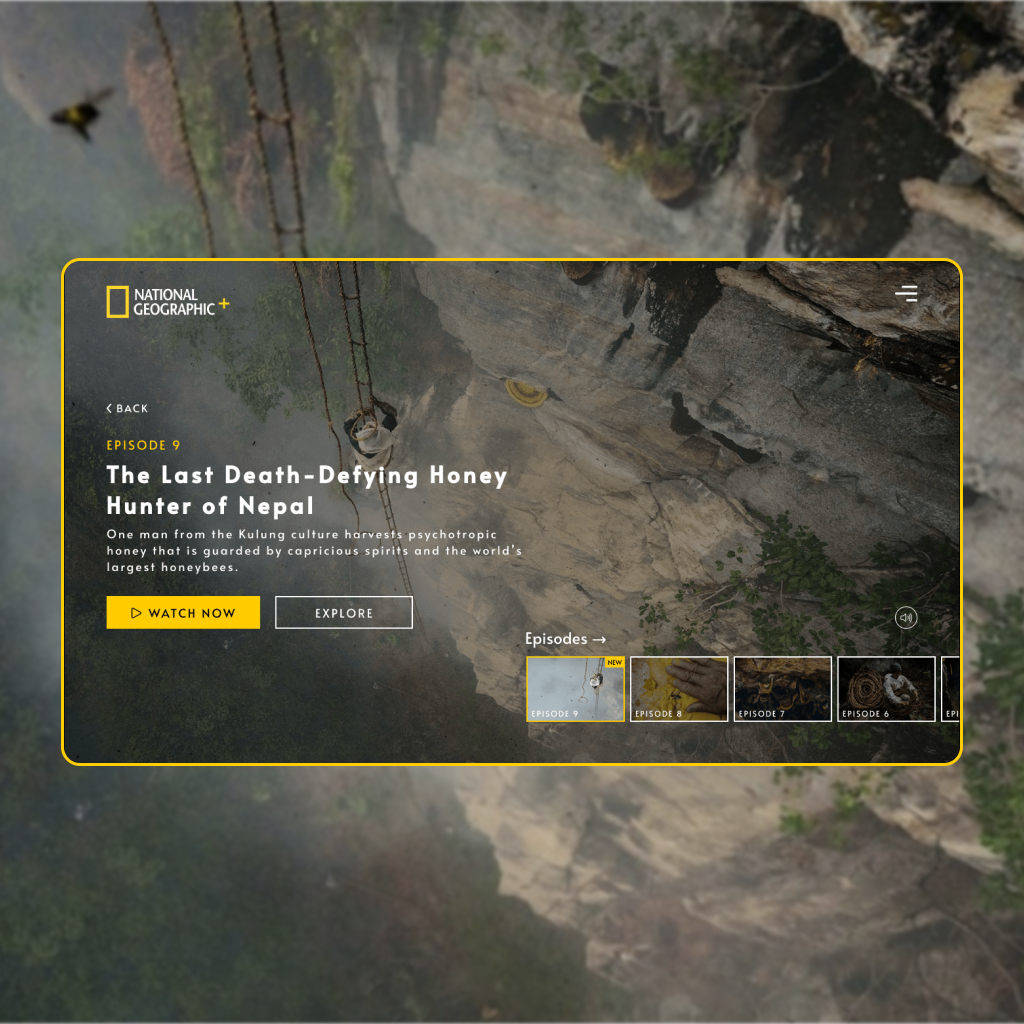 NATIONAL
GEOGRAPHIC +
BACK
EPISODE 9
The Last Death-Defying Honey
Hunter of Nepal
One man from the Kulung culture harvests psychotropic
honey that is guarded by capricious spirits and the world's
largest honeybees.
WATCH NOW
EXPLORE
Episodes →
NEW
EPISODE 9
EPISODE 8
EPISODE 7
EPISODE 6
EPI